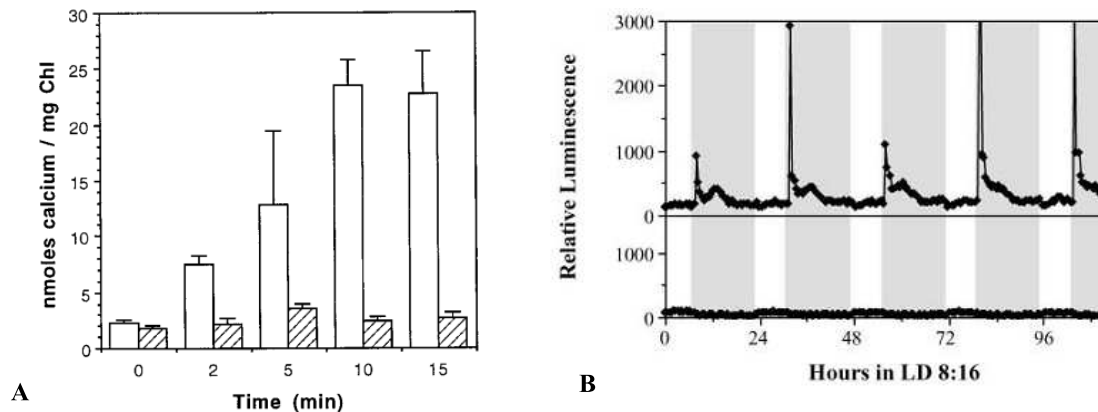 30
25
20
15
10
5
0
nmoles calcium / mg Chl
0 2 5 10 15
Time (min)
A
3000
2000
1000
0
1000
0
Relative Luminescence
0 24 48 72 96
Hours in LD 8:16
B